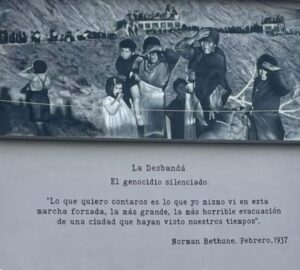 La Desbandá
El genocidio silenciado.
"Lo que quiero contaros es lo que yo mismo vi en esta
marcha forzada, la más grande, la más horrible evacuación
de una ciudad que hayan visto nuestros tiempos".
Norman Bethune. Febrero,1937.